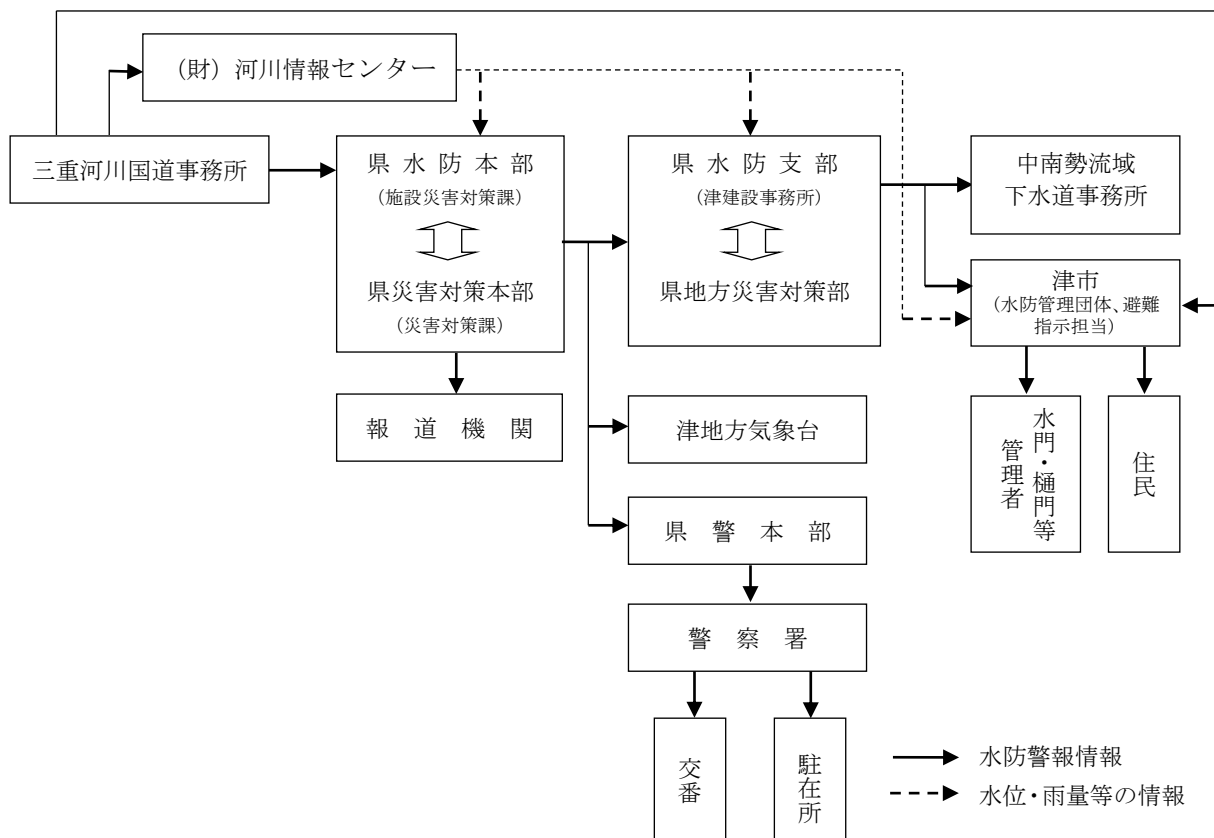 (財)河川情報センター
三重河川国道事務所
県水防本部
(施設災害対策課)
県災害対策本部
(災害対策課)
県水防支部
(津建設事務所)
県地方災害対策部
中南勢流域
下水道事務所
津市
(水防管理団体、避難
指示担当)
報道機関
津地方気象台
水門・樋門等
管理者
住民
県警本部
警察署
交番
駐在所
水防警報情報
水位・雨量等の情報